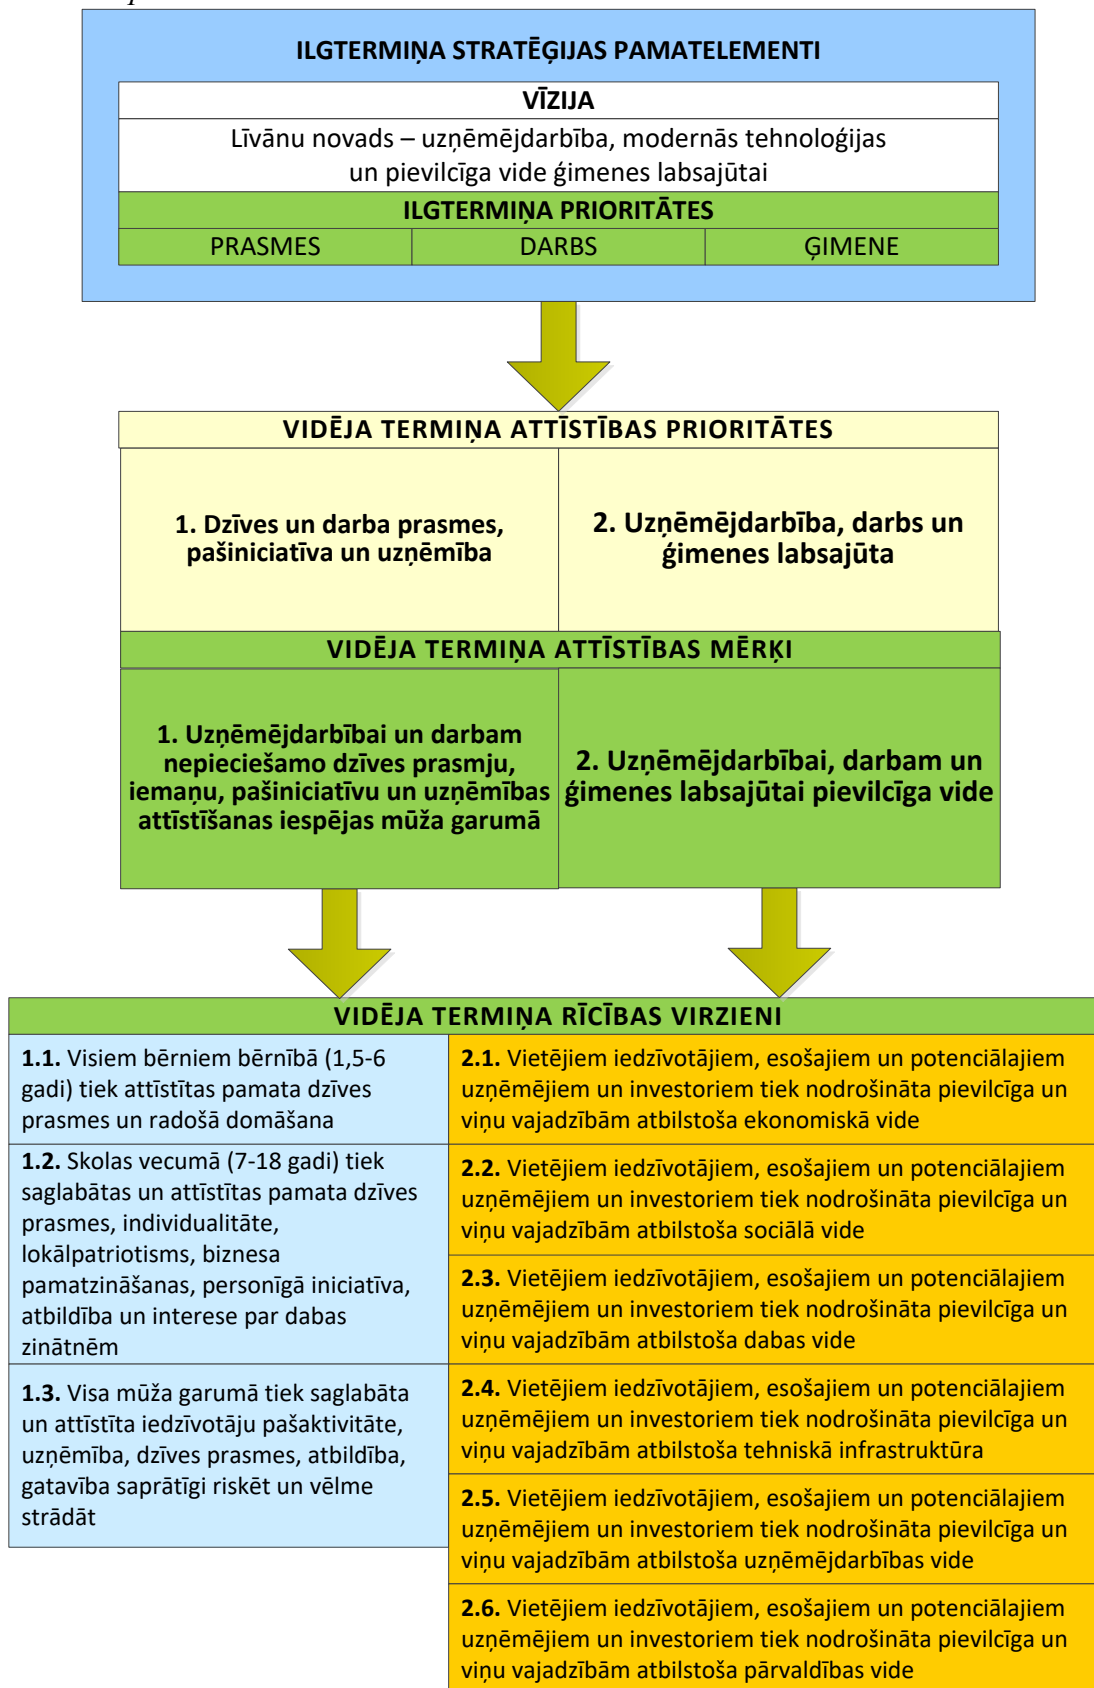 ILGTERMIŅA STRATĒĢIJAS PAMATELEMENTI
VĪZIJA
Līvānu novads – uzņēmējdarbība, modernās tehnoloģijas
un pievilcīga vide ģimenes labsajūtai
ILGTERMIŅA PRIORITĀTES
PRASMES
DARBS
ĢIMENE
VIDĒJA TERMIŅA ATTĪSTĪBAS PRIORITĀTES
1. Dzīves un darba prasmes,
pašiniciatīva un uzņēmība
2. Uzņēmējdarbība, darbs un
ģimenes labsajūta
VIDĒJA TERMIŅA ATTĪSTĪBAS MĒRĶI
1. Uzņēmējdarbībai un darbam
nepieciešamo dzīves prasmju,
iemaņu, pašiniciatīvu un uzņēmības
attīstīšanas iespējas mūža garumā
2. Uzņēmējdarbībai, darbam un
ģimenes labsajūtai pievilcīga vide
VIDĒJA TERMIŅA RĪCĪBAS VIRZIENI
1.1. Visiem bērniem bērnībā (1,5-6
gadi) tiek attīstītas pamata dzīves
prasmes un radošā domāšana
1.2. Skolas vecumā (7-18 gadi) tiek
saglabātas un attīstītas pamata dzīves
prasmes, individualitāte,
lokālpatriotisms, biznesa
pamatzināšanas, personīgā iniciatīva,
atbildība un interese par dabas
zinātnēm
1.3. Visa mūža garumā tiek saglabāta
un attīstīta iedzīvotāju pašaktivitāte,
uzņēmība, dzīves prasmes, atbildība,
gatavība saprātīgi riskēt un vēlme
strādāt
2.1. Vietējiem iedzīvotājiem, esošajiem un potenciālajiem
uzņēmējiem un investoriem tiek nodrošināta pievilcīga un
viņu vajadzībām atbilstoša ekonomiskā vide
2.2. Vietējiem iedzīvotājiem, esošajiem un potenciālajiem
uzņēmējiem un investoriem tiek nodrošināta pievilcīga un
viņu vajadzībām atbilstoša sociālā vide
2.3. Vietējiem iedzīvotājiem, esošajiem un potenciālajiem
uzņēmējiem un investoriem tiek nodrošināta pievilcīga un
viņu vajadzībām atbilstoša dabas vide
2.4. Vietējiem iedzīvotājiem, esošajiem un potenciālajiem
uzņēmējiem un investoriem tiek nodrošināta pievilcīga un
viņu vajadzībām atbilstoša tehniskā infrastruktūra
2.5. Vietējiem iedzīvotājiem, esošajiem un potenciālajiem
uzņēmējiem un investoriem tiek nodrošināta pievilcīga un
viņu vajadzībām atbilstoša uzņēmējdarbības vide
2.6. Vietējiem iedzīvotājiem, esošajiem un potenciālajiem
uzņēmējiem un investoriem tiek nodrošināta pievilcīga un
viņu vajadzībām atbilstoša pārvaldības vide